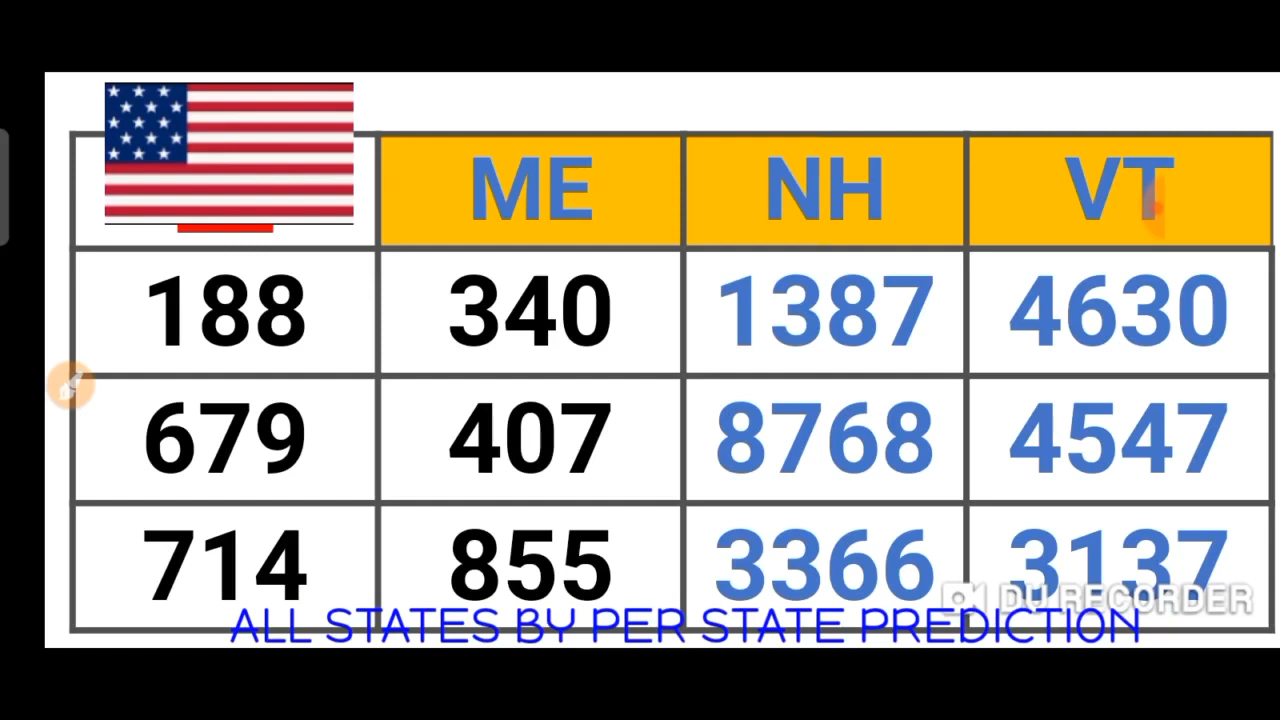 ME NH VT
188 340 1387 4630
679 407 8768 4547
714 855 3366 3137
DU RECORDER
ALL STATES BY PER STATE PREDICTION